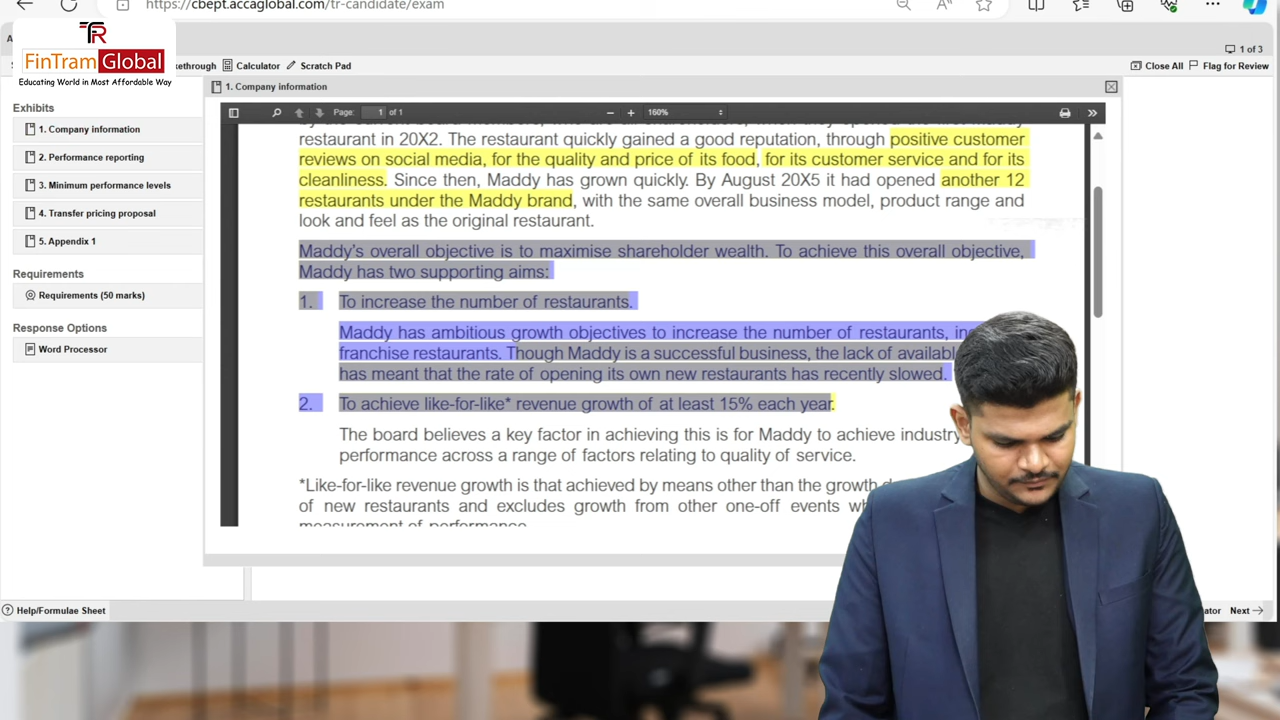 https://cbept.accaglobal.com/tr-candidate/exam
FinTram Global
Educating World in Most Affordable Way
1 of 3
kethrough Calculator Scratch Pad
Close All Flag for Review
Exhibits
1. Company information
2. Performance reporting
3. Minimum performance levels
4. Transfer pricing proposal
5. Appendix 1
Requirements
Requirements (50 marks)
Response Options
Word Processor
1. Company information
Page: 1 of 1
160%
restaurant in 20X2. The restaurant quickly gained a good reputation, through positive customer
reviews on social media, for the quality and price of its food, for its customer service and for its
cleanliness. Since then, Maddy has grown quickly. By August 20X5 it had opened another 12
restaurants under the Maddy brand, with the same overall business model, product range and
look and feel as the original restaurant.
Maddy's overall objective is to maximise shareholder wealth. To achieve this overall objective,
Maddy has two supporting aims:
1. To increase the number of restaurants.
Maddy has ambitious growth objectives to increase the number of restaurants,
franchise restaurants. Though Maddy is a successful business, the lack of
has meant that the rate of opening its own new restaurants has recently slowed.
2. To achieve like-for-like* revenue growth of at least 15% each year.
The board believes a key factor in achieving this is for Maddy to achieve industry
performance across a range of factors relating to quality of service.
*Like-for-like revenue growth is that achieved by means other than the growth
of new restaurants and excludes growth from other one-off events
measurement of performance.
Help/Formulae Sheet
Next